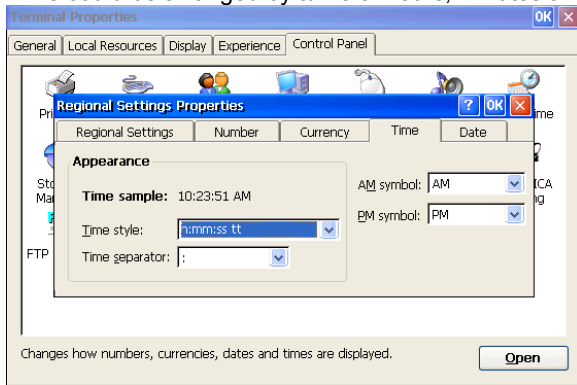 Terminal Properties
OK
General Local Resources Display Experience Control Panel
Regional Settings Properties
? OK
Regional Settings Number Currency Time Date
Appearance
Time sample: 10:23:51 AM
AM symbol: AM
Time style: h:mm:ss tt
PM symbol: PM
Time separator: :
FTP
Changes how numbers, currencies, dates and times are displayed.
Open